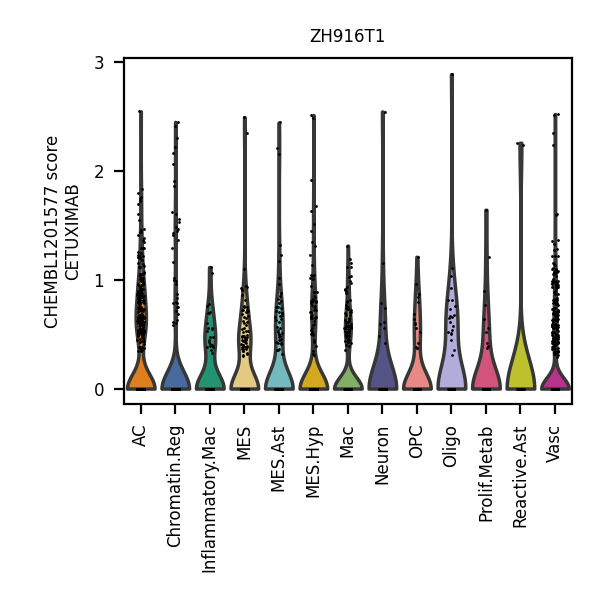 ZH916T1
CHEMBL1201577 score
CETUXIMAB
3
2
1
0
AC
Chromatin.Reg
Inflammatory.Mac
MES
MES.Ast
MES.Hyp
Mac
Neuron
OPC
Oligo
Prolif.Metab
Reactive.Ast
Vasc